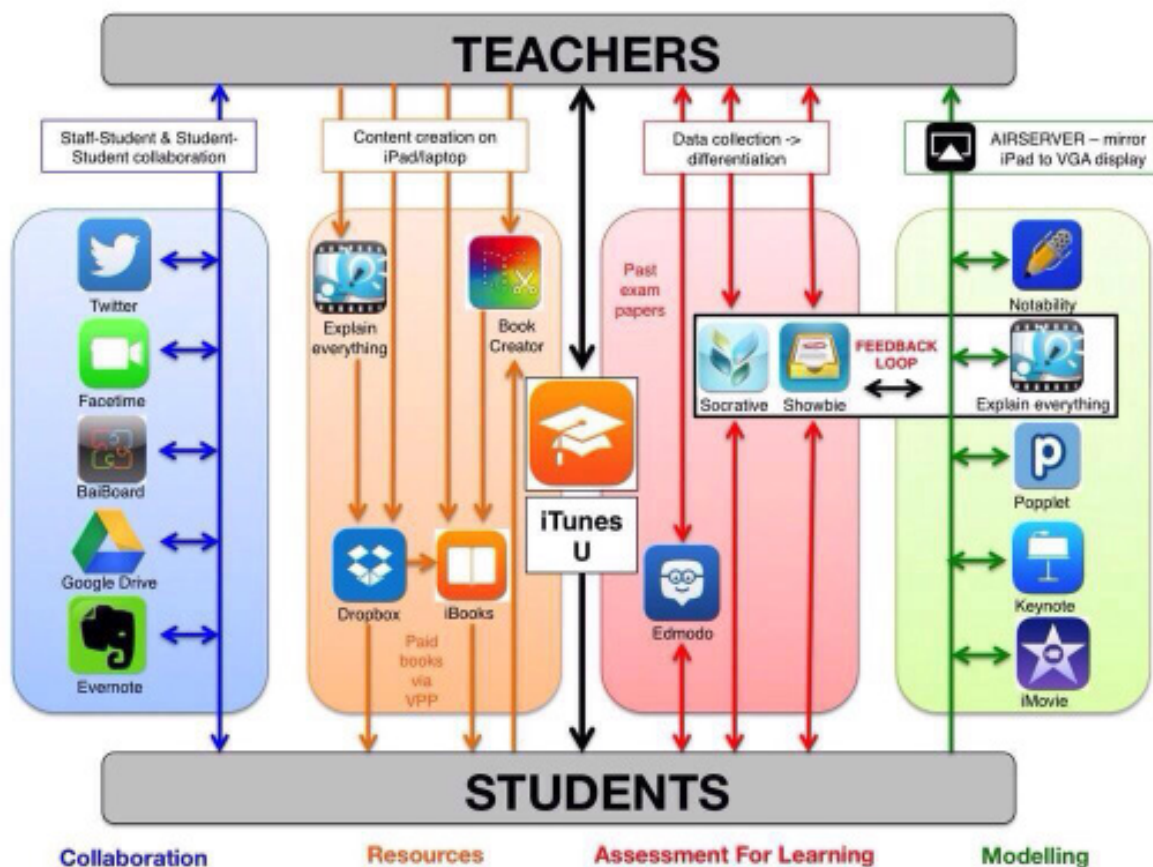 TEACHERS
Staff-Student & Student-
Student collaboration
Content creation on
iPad/laptop
Data collection ->
differentiation
AIRSERVER – mirror
iPad to VGA display
Twitter
Facetime
BaiBoard
Google Drive
Evernote
Explain
everything
Book
Creator
Dropbox
iBooks
Paid
books
via
VPP
iTunes
U
Past
exam
papers
Socrative
Showbie
FEEDBACK
LOOP
Edmodo
Notability
Explain everything
p
Popplet
Keynote
iMovie
STUDENTS
Collaboration
Resources
Assessment For Learning
Modelling